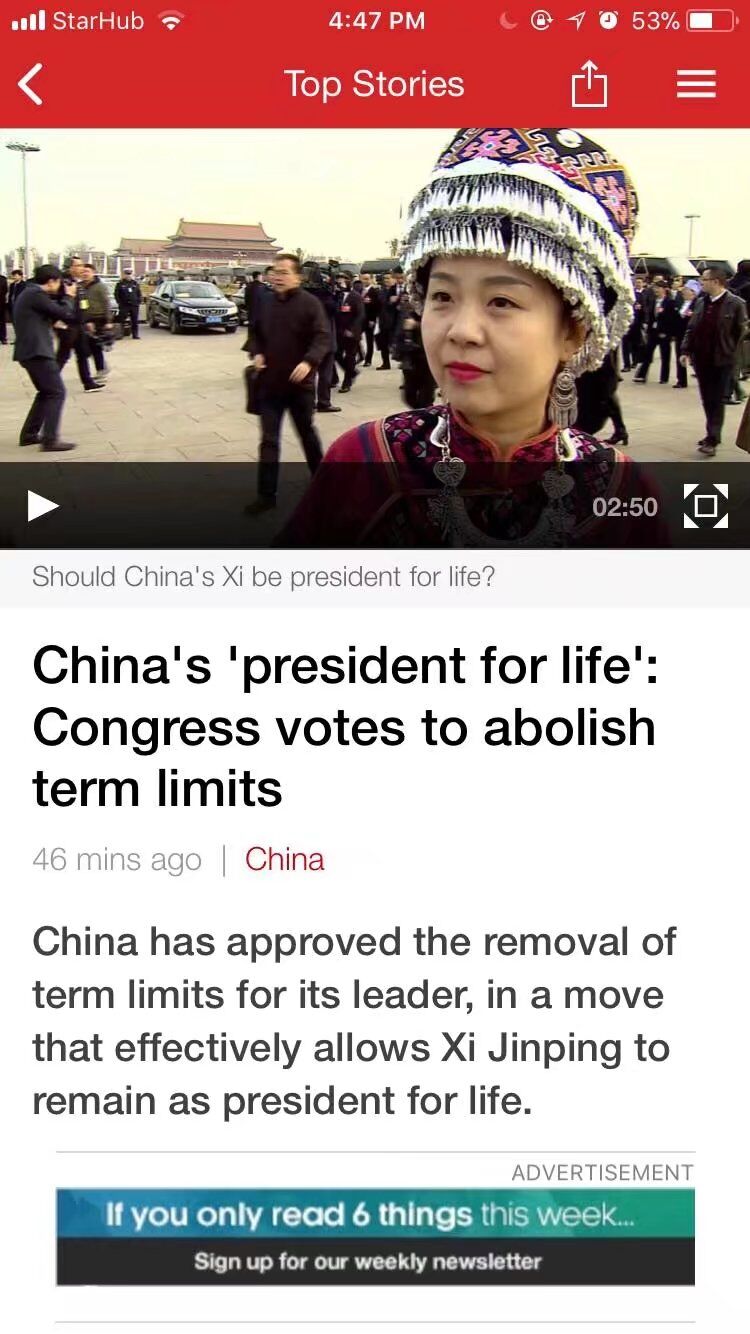 StarHub 4:47 PM 53%
Top Stories
02:50
Should China's Xi be president for life?
China's 'president for life':
Congress votes to abolish
term limits
46 mins ago | China
China has approved the removal of
term limits for its leader, in a move
that effectively allows Xi Jinping to
remain as president for life.
ADVERTISEMENT
If you only read 6 things this week...
Sign up for our weekly newsletter